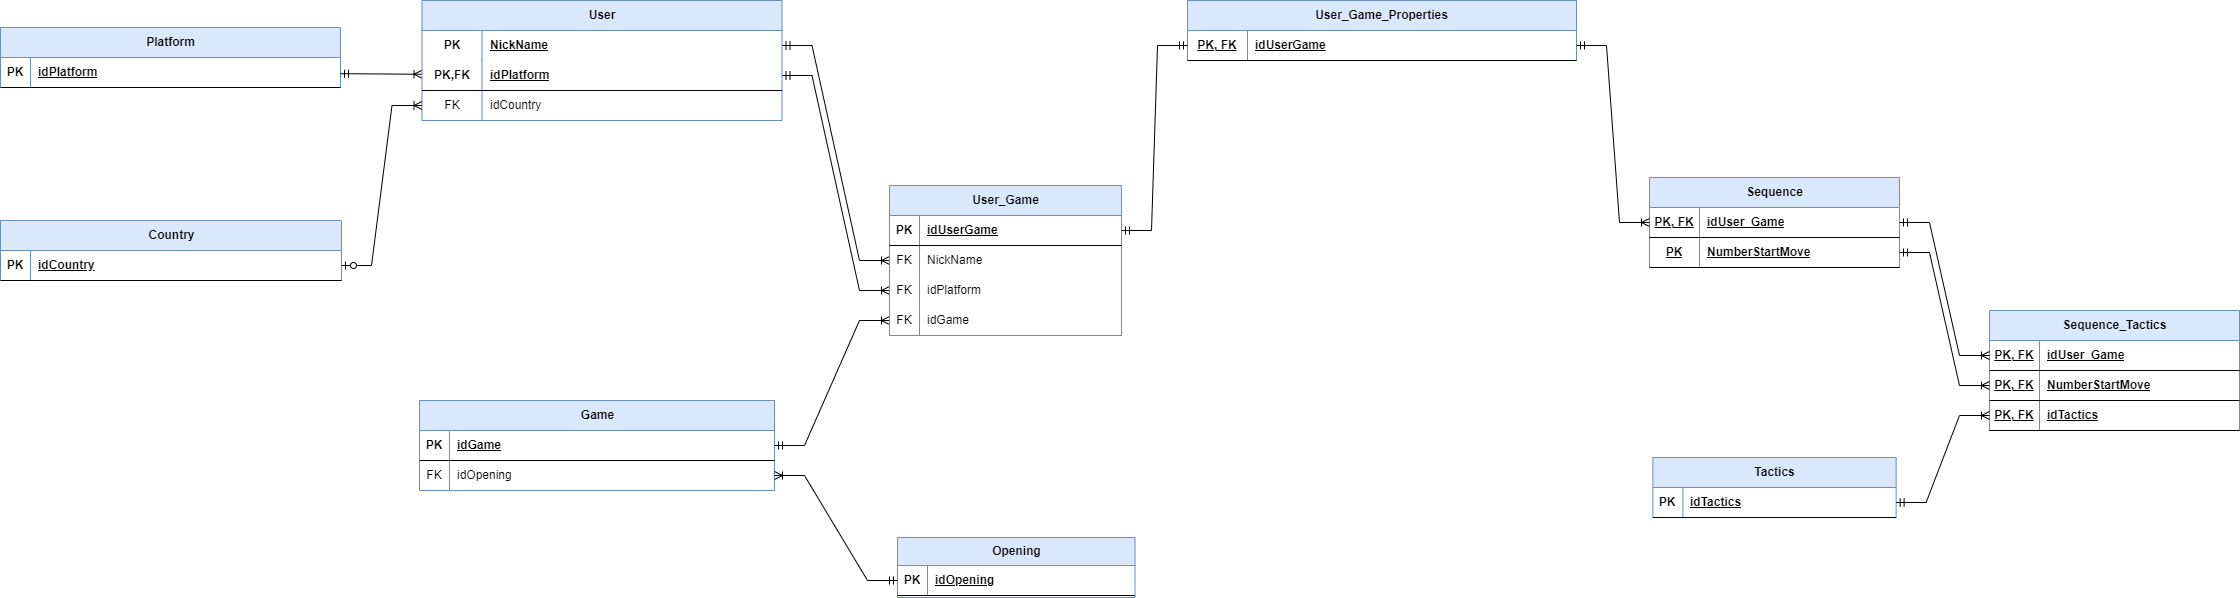 Platform
PK idPlatform
Country
PK idCountry
User
PK NickName
PK,FK idPlatform
FK idCountry
Game
PK idGame
FK idOpening
User_Game
PK idUserGame
FK NickName
FK idPlatform
FK idGame
Opening
PK idOpening
User_Game_Properties
PK, FK idUserGame
Sequence
PK, FK idUser_Game
PK NumberStartMove
Tactics
PK idTactics
Sequence_Tactics
PK, FK idUser_Game
PK, FK NumberStartMove
PK, FK idTactics